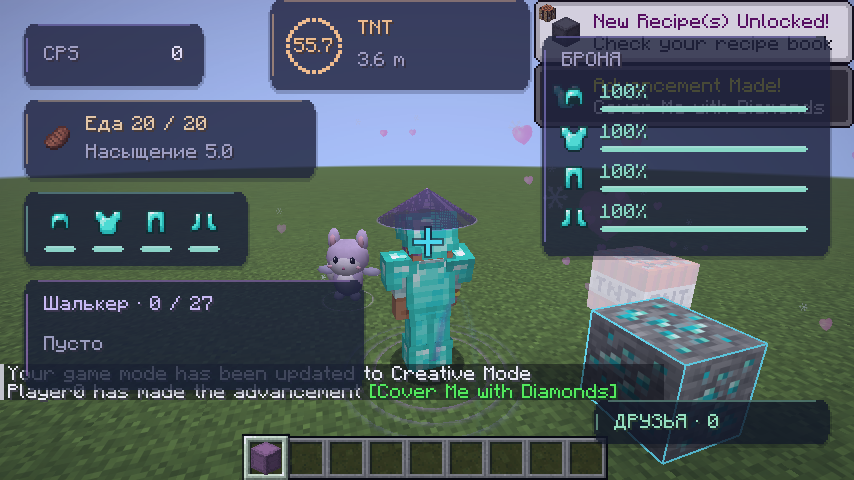 CPS 0
55.7
TNT
3.6 m
New Recipe(s) Unlocked!
Check your recipe book
БРОНЯ
Advancement Made!
Cover Me with Diamonds
100%
100%
100%
100%
Еда 20 / 20
Насыщение 5.0
Шалькер · 0 / 27
Пусто
TNT
Your game mode has been updated to Creative Mode
Player0 has made the advancement [Cover Me with Diamonds]
ДРУЗЬЯ · 0